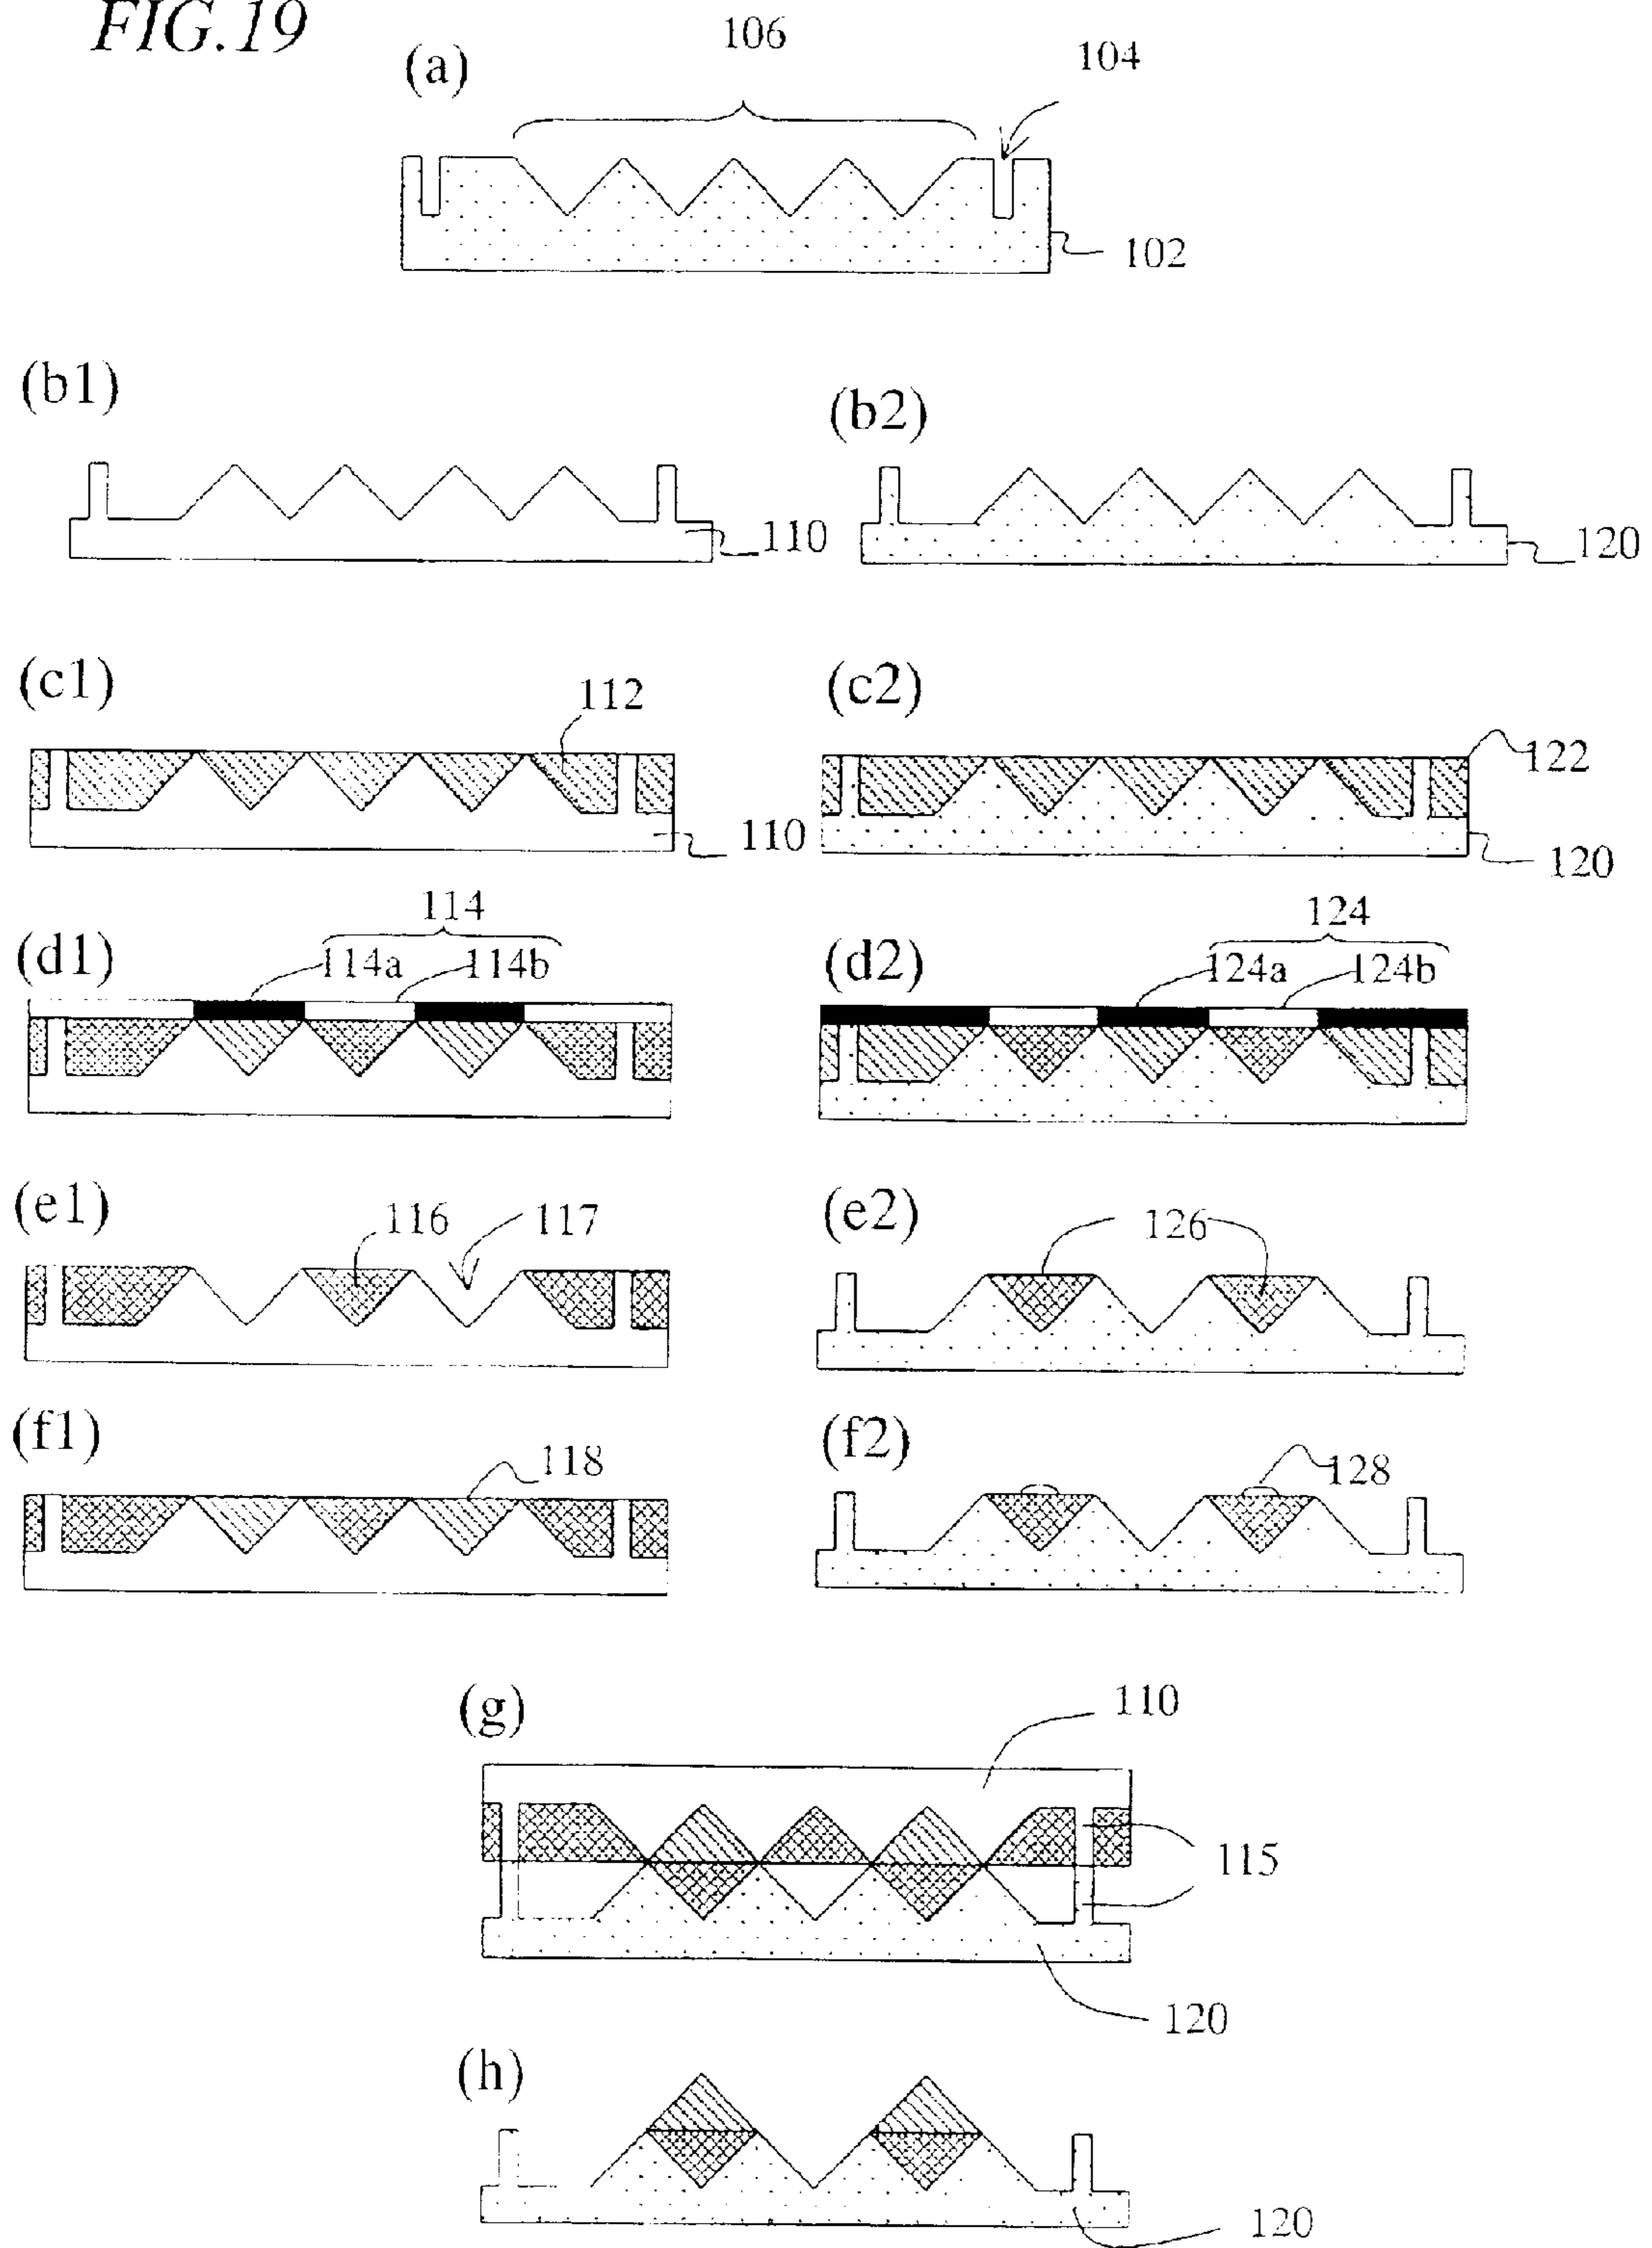 FIG.19
(a)
106
104
102
(b1)
(b2)
110
120
(c1)
112
(c2)
122
110
120
(d1)
114
114a
114b
(d2)
124
124a
124b
(e1)
116
117
(e2)
126
(f1)
118
(f2)
128
(g)
110
115
120
(h)
120